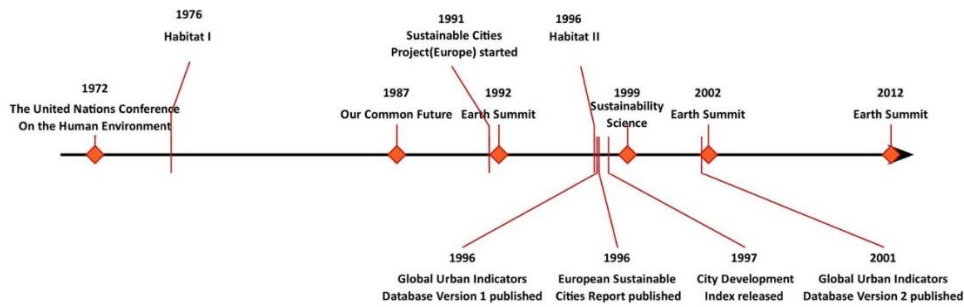 1976
Habitat I
1991
Sustainable Cities
Project(Europe) started
1996
Habitat II
1972
The United Nations Conference
On the Human Environment
1987
Our Common Future
1992
Earth Summit
1999
Sustainability
Science
2002
Earth Summit
2012
Earth Summit
1996
Global Urban Indicators
Database Version 1 published
1996
European Sustainable
Cities Report published
1997
City Development
Index released
2001
Global Urban Indicators
Database Version 2 published